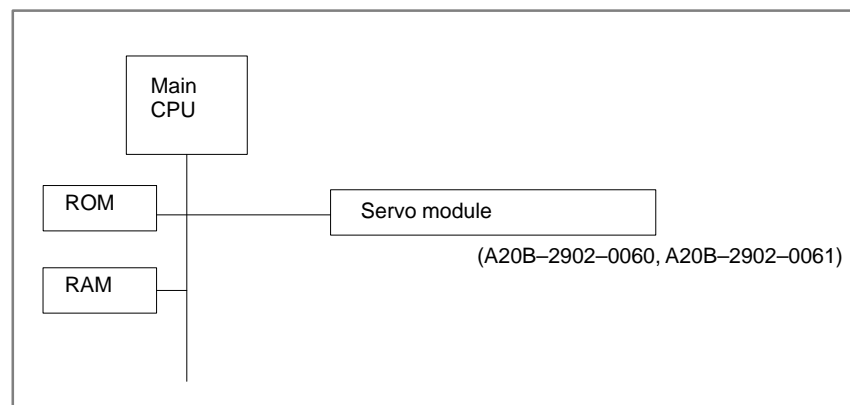 Main
CPU
ROM
Servo module
(A20B–2902–0060, A20B–2902–0061)
RAM